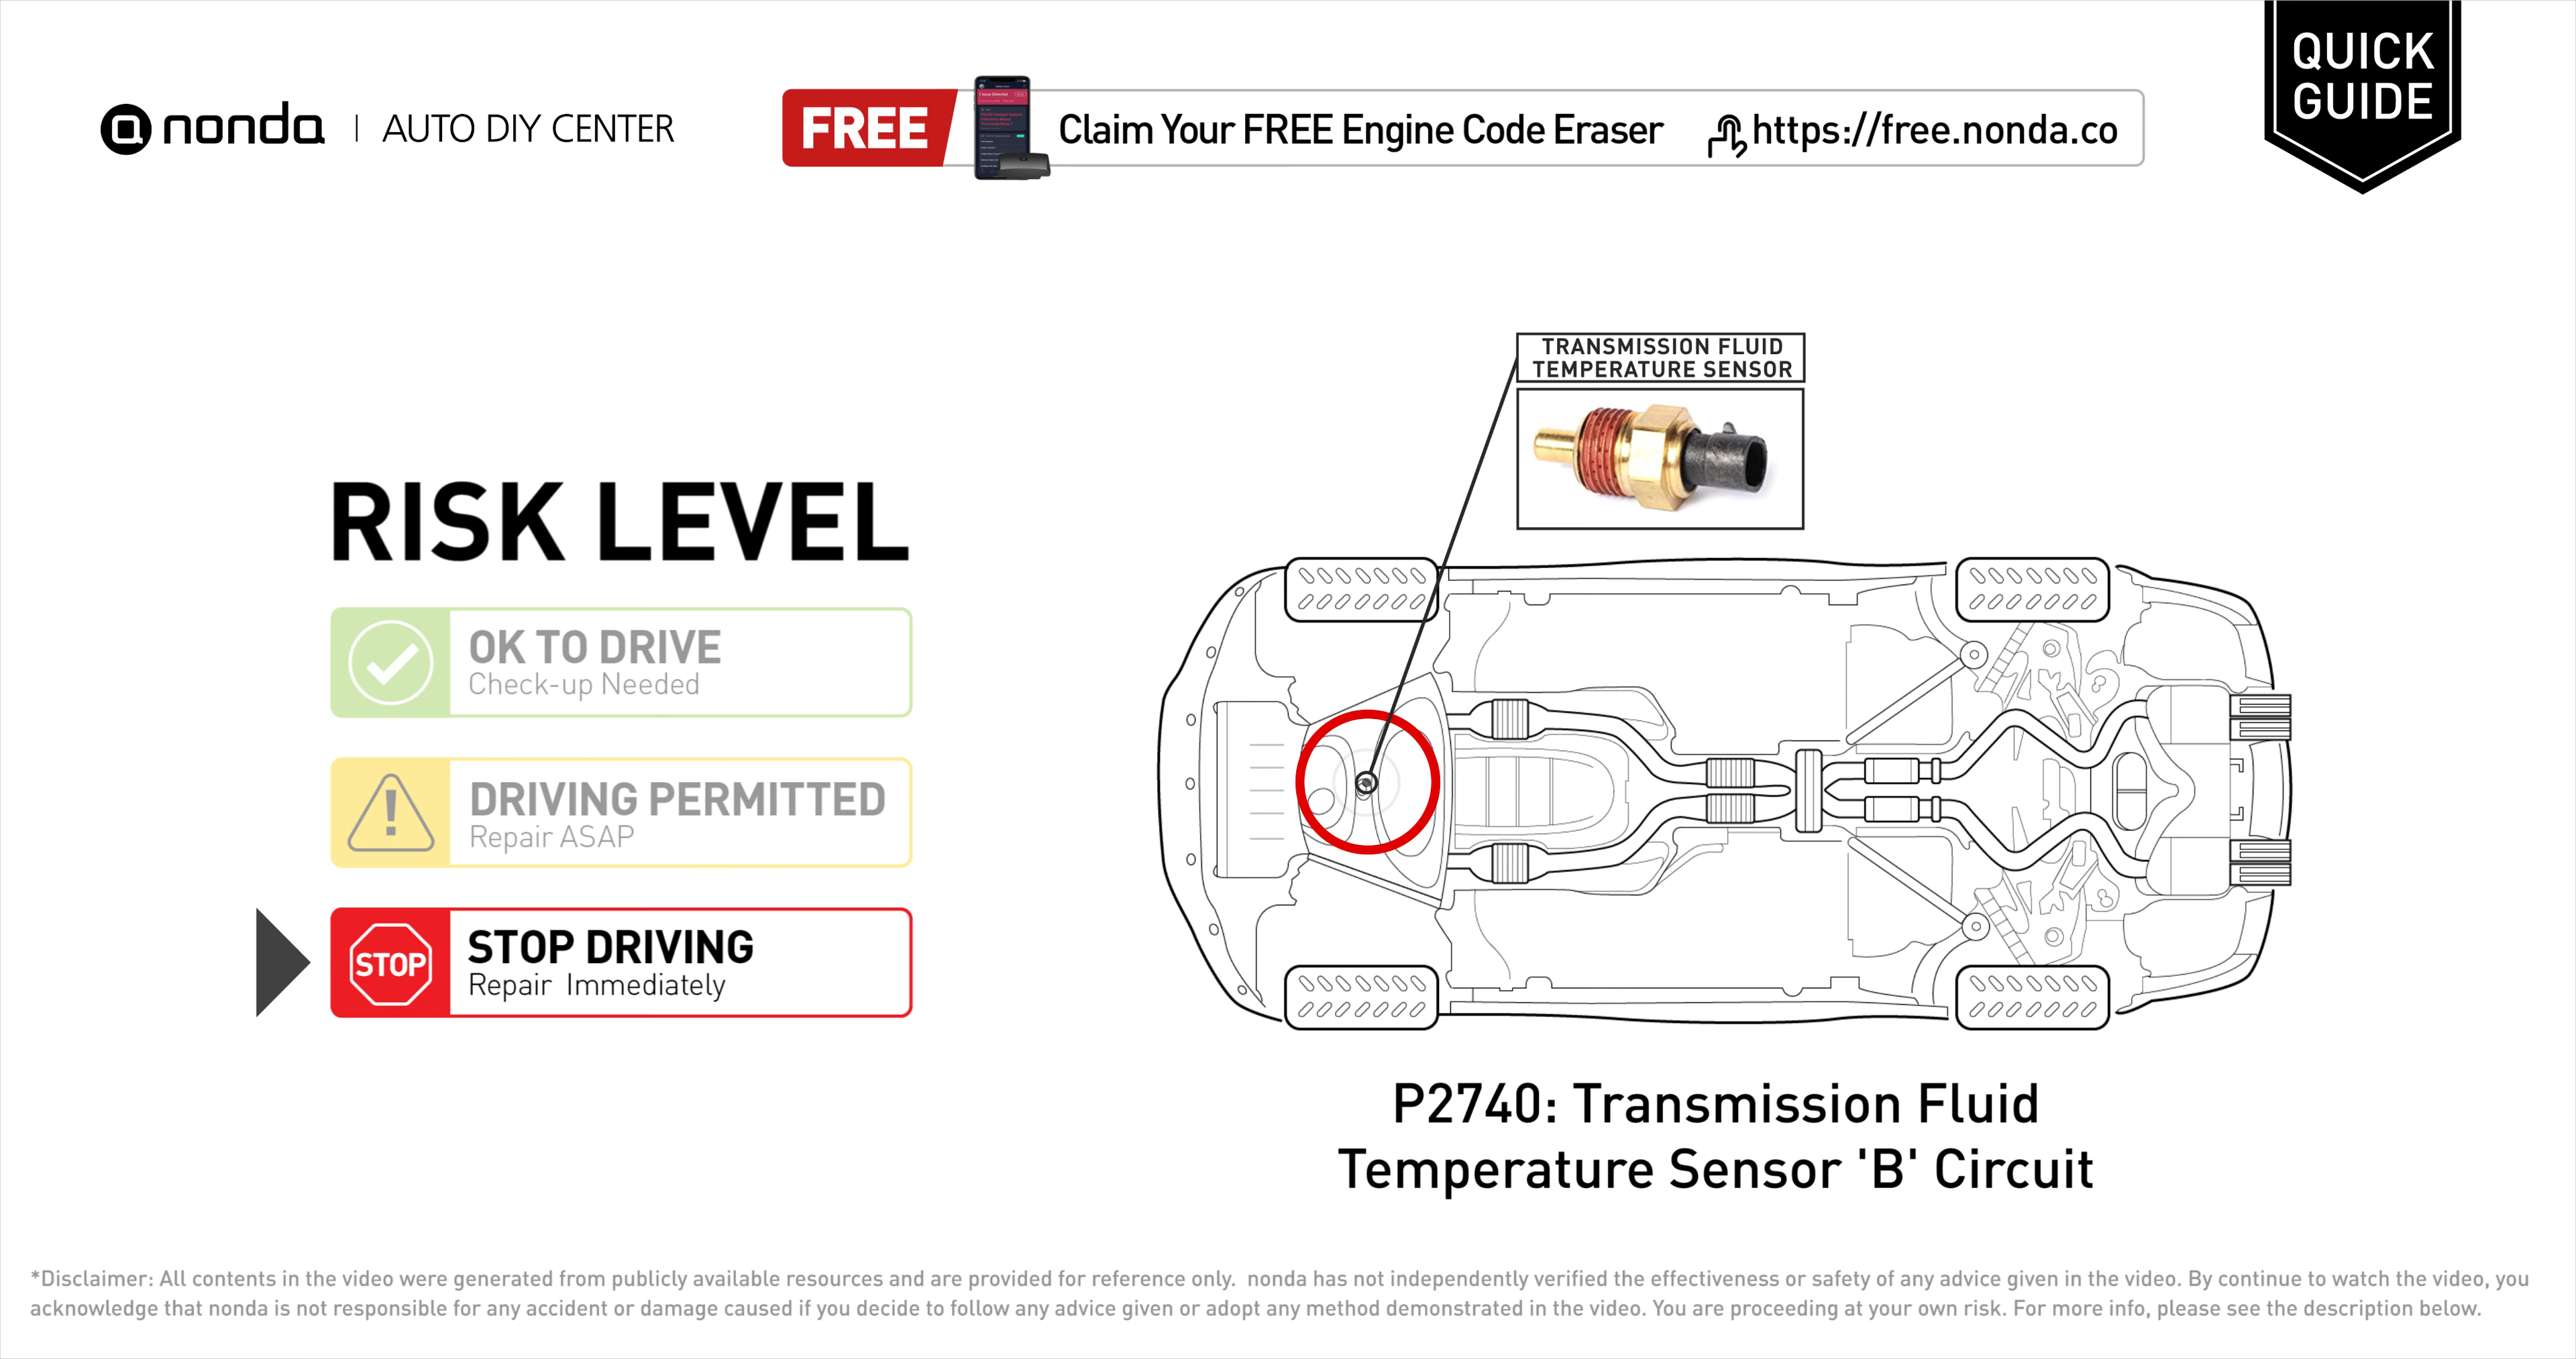 nonda | AUTO DIY CENTER
FREE
Claim Your FREE Engine Code Eraser
https://free.nonda.co
QUICK
GUIDE
TRANSMISSION FLUID
TEMPERATURE SENSOR
RISK LEVEL
OK TO DRIVE
Check-up Needed
DRIVING PERMITTED
Repair ASAP
STOP
STOP DRIVING
Repair Immediately
P2740: Transmission Fluid
Temperature Sensor 'B' Circuit
*Disclaimer: All contents in the video were generated from publicly available resources and are provided for reference only. nonda has not independently verified the effectiveness or safety of any advice given in the video. By continue to watch the video, you
acknowledge that nonda is not responsible for any accident or damage caused if you decide to follow any advice given or adopt any method demonstrated in the video. You are proceeding at your own risk. For more info, please see the description below.